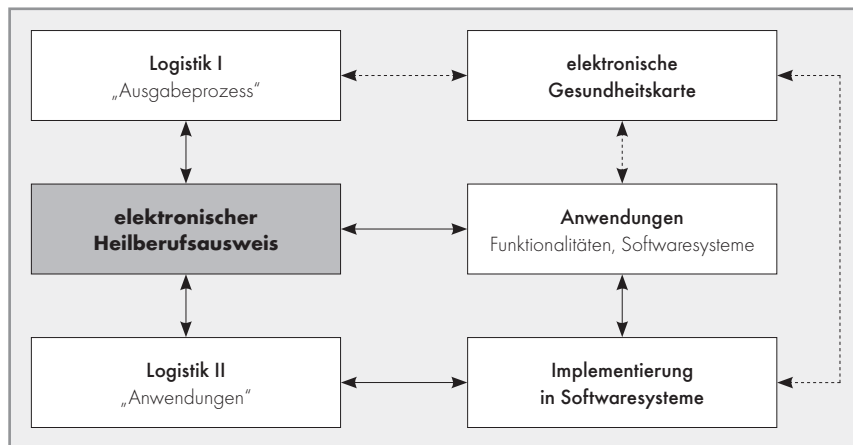 Logistik I
„Ausgabeprozess“
elektronische
Gesundheitskarte
elektronischer
Heilberufsausweis
Anwendungen
Funktionalitäten, Softwaresysteme
Logistik II
„Anwendungen“
Implementierung
in Softwaresysteme